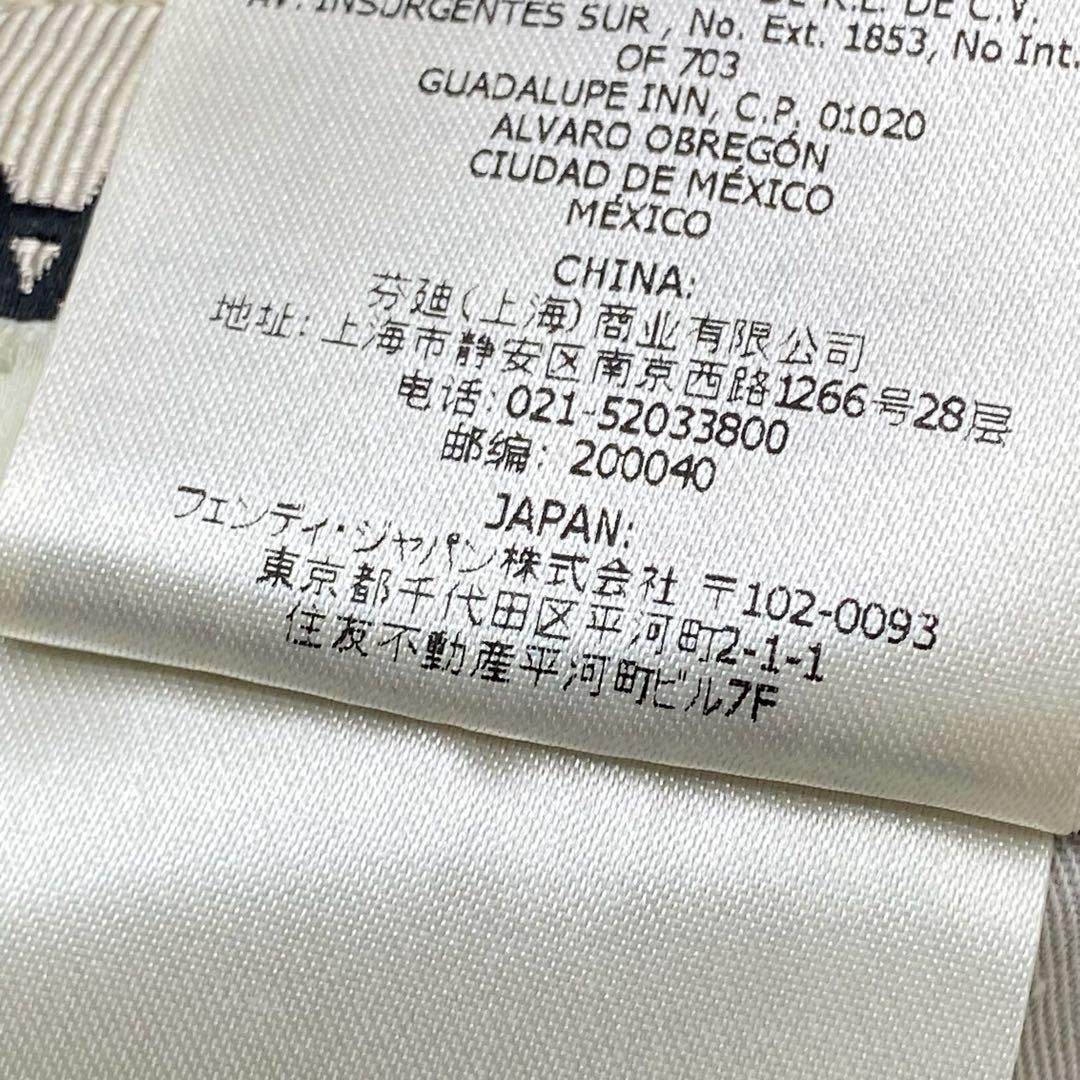 DE R.L. DE C.V.
AV. INSURGENTES SUR , No. Ext. 1853, No Int.
OF 703
GUADALUPE INN, C.P. 01020
ALVARO OBREGÓN
CIUDAD DE MÉXICO
MÉXICO
CHINA:
芬迪(上海)商业有限公司
地址: 上海市静安区南京西路1266号28层
电话: 021-52033800
邮编: 200040
JAPAN:
フェンディ・ジャパン株式会社 〒102-0093
東京都千代田区平河町2-1-1
住友不動産平河町ビル7F